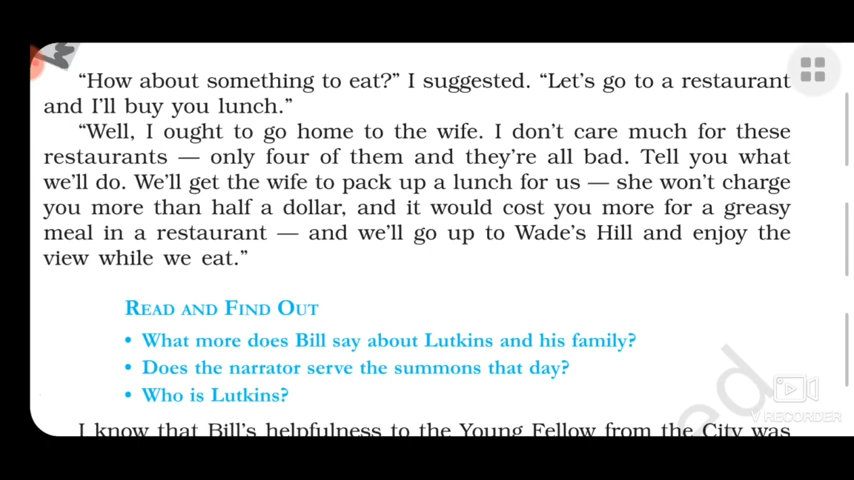 “How about something to eat?” I suggested. “Let’s go to a restaurant
and I’ll buy you lunch.”
“Well, I ought to go home to the wife. I don’t care much for these
restaurants — only four of them and they’re all bad. Tell you what
we’ll do. We’ll get the wife to pack up a lunch for us — she won’t charge
you more than half a dollar, and it would cost you more for a greasy
meal in a restaurant — and we’ll go up to Wade’s Hill and enjoy the
view while we eat.”
READ AND FIND OUT
• What more does Bill say about Lutkins and his family?
• Does the narrator serve the summons that day?
• Who is Lutkins?
I know that Bill’s helpfulness to the Young Fellow from the City was
ed
V RECORDER